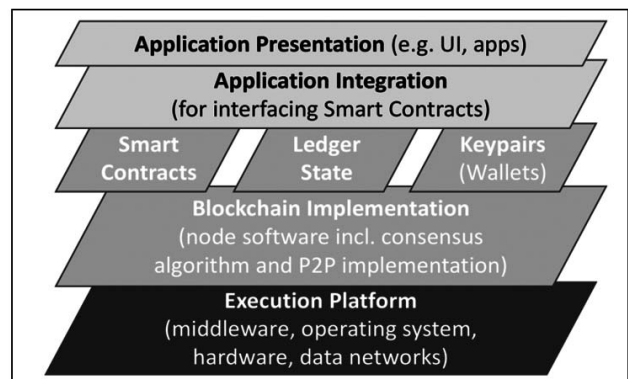 Application Presentation (e.g. UI, apps)
Application Integration
(for interfacing Smart Contracts)
Smart
Contracts
Ledger
State
Keypairs
(Wallets)
Blockchain Implementation
(node software incl. consensus
algorithm and P2P implementation)
Execution Platform
(middleware, operating system,
hardware, data networks)